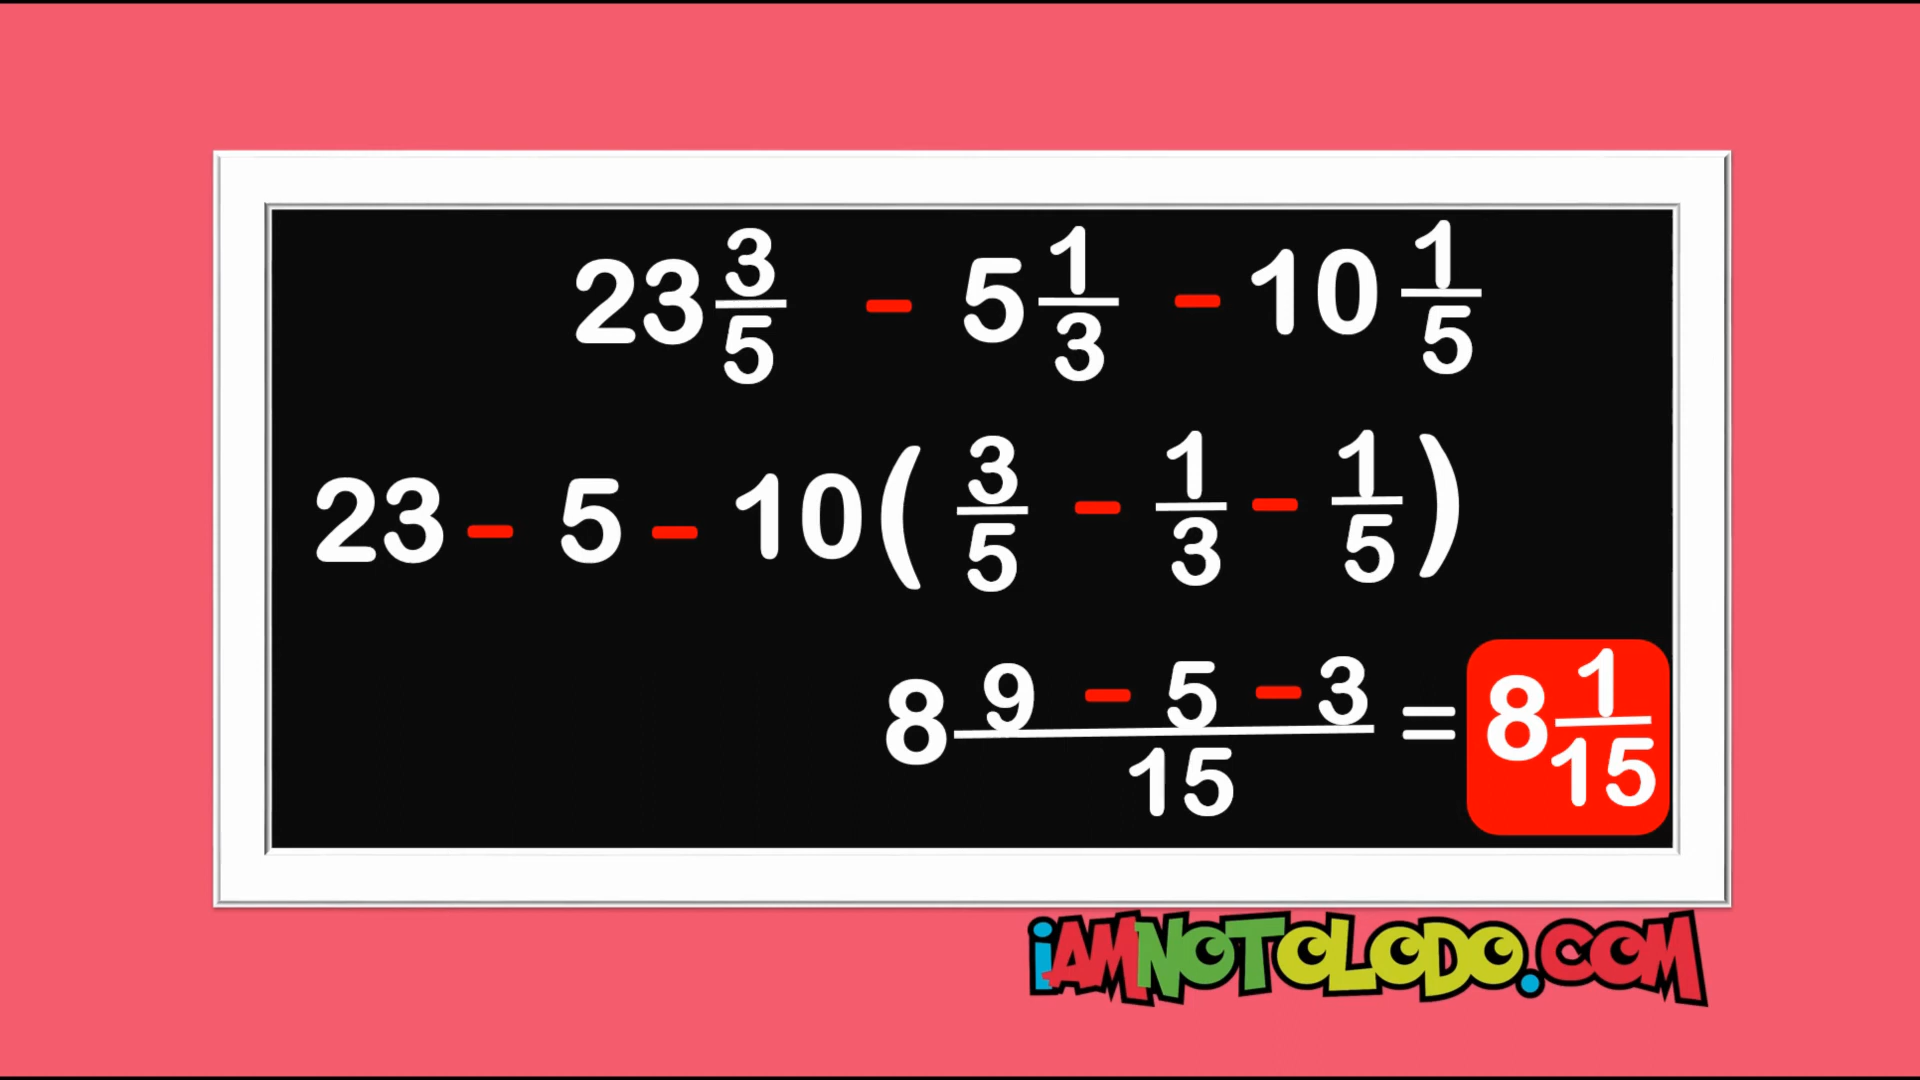 23 3/5 - 5 1/3 - 10 1/5
23 - 5 - 10 ( 3/5 - 1/3 - 1/5 )
8 9 - 5 - 3 / 15 = 8 1/15
iAMNOTOLODO.COM